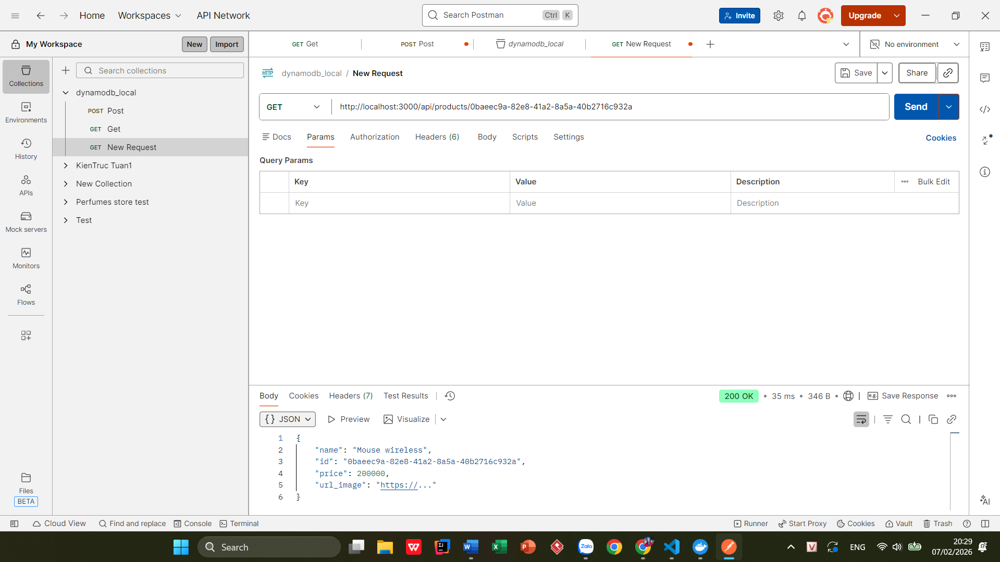 Home
Workspaces
API Network
Search Postman
Ctrl
K
Invite
Upgrade
My Workspace
New
Import
GET Get
POST Post
dynamodb_local
GET New Request
No environment
Collections
Environments
History
APIs
Mock servers
Monitors
Flows
Files
BETA
Search collections
dynamodb_local
POST Post
GET Get
GET New Request
KienTruc Tuan1
New Collection
Perfumes store test
Test
HTTP
dynamodb_local / New Request
Save
Share
GET
http://localhost:3000/api/products/0baeec9a-82e8-41a2-8a5a-40b2716c932a
Send
Docs
Params
Authorization
Headers (6)
Body
Scripts
Settings
Cookies
Query Params
Key
Value
Description
Bulk Edit
Key
Value
Description
Body
Cookies
Headers (7)
Test Results
200 OK
35 ms
346 B
e.g.
Save Response
{} JSON
Preview
Visualize
1 {
2 "name": "Mouse wireless",
3 "id": "0baeec9a-82e8-41a2-8a5a-40b2716c932a",
4 "price": 200000,
5 "url_image": "https://..."
6 }
AI
Cloud View
Find and replace
Console
Terminal
Runner
Start Proxy
Cookies
Vault
Trash
Search
Zalo
ENG
20:29
07/02/2026